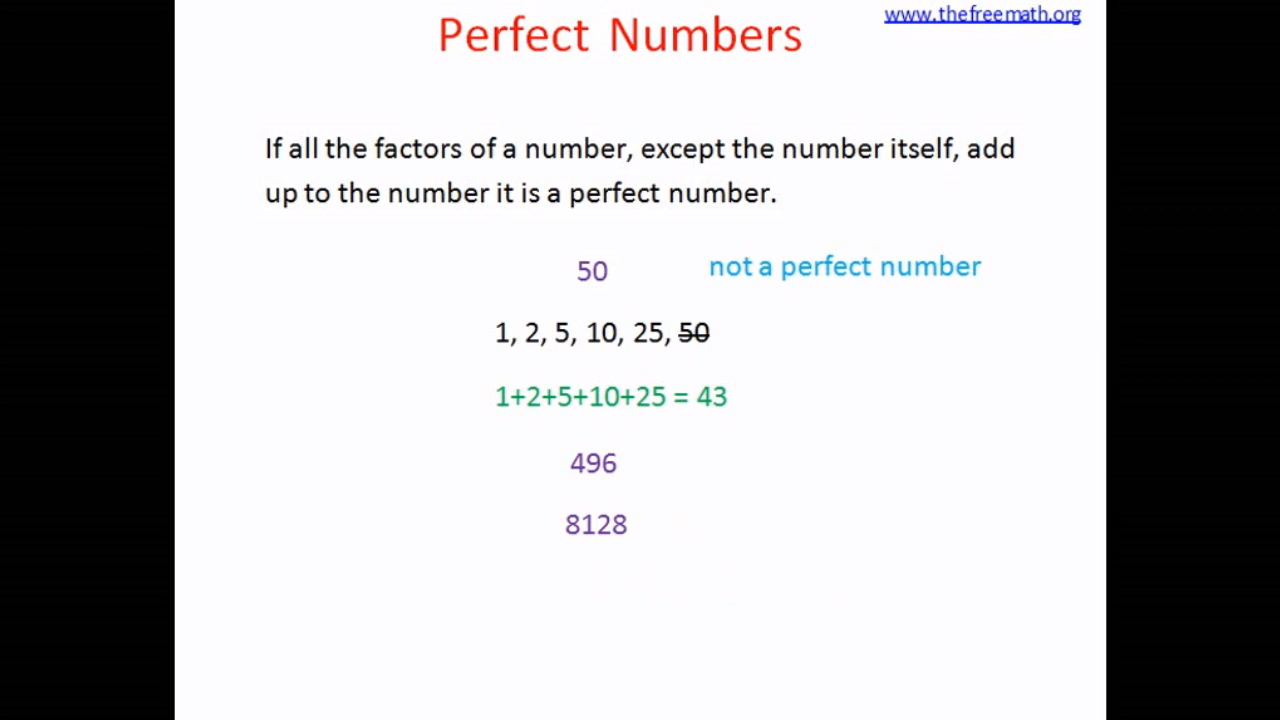 www.thefreemath.org
Perfect Numbers
If all the factors of a number, except the number itself, add
up to the number it is a perfect number.
50 not a perfect number
1, 2, 5, 10, 25, 50
1+2+5+10+25 = 43
496
8128